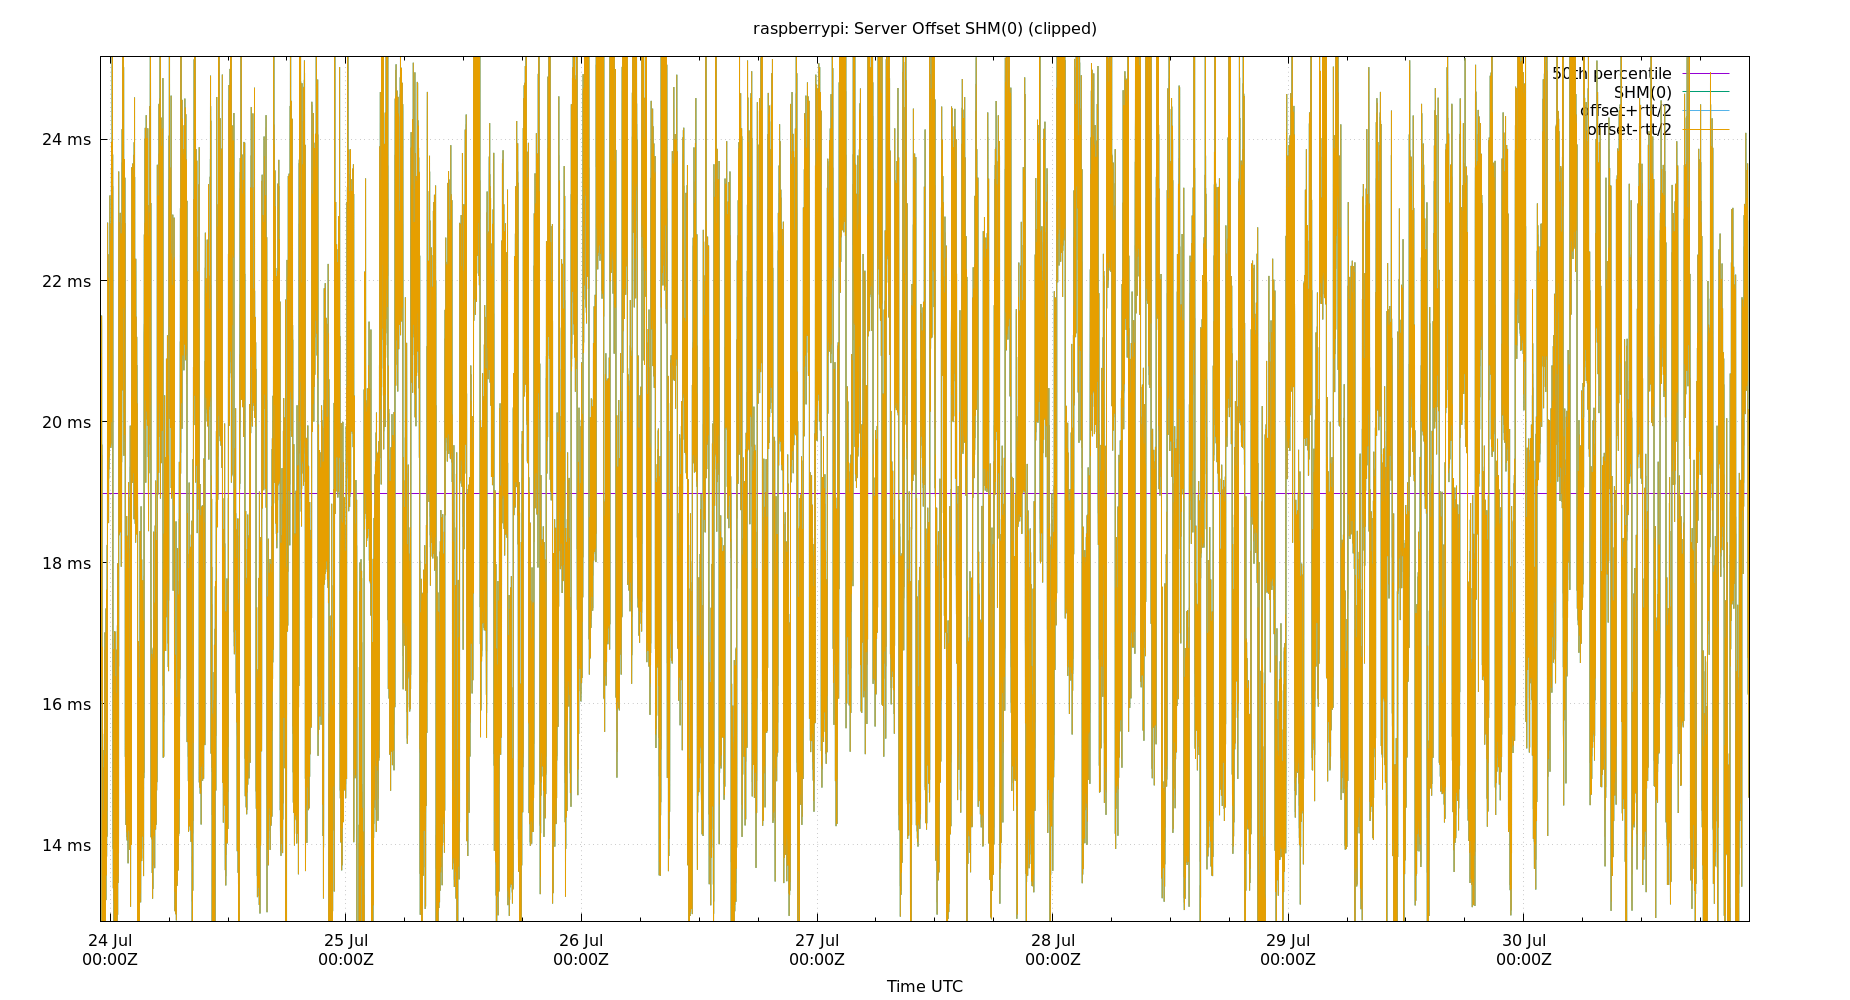 raspberrypi: Server Offset SHM(0) (clipped)
50th percentile
SHM(0)
offset+rtt/2
offset-rtt/2
24 ms
22 ms
20 ms
18 ms
16 ms
14 ms
24 Jul 25 Jul 26 Jul 27 Jul 28 Jul 29 Jul 30 Jul
00:00Z 00:00Z 00:00Z 00:00Z 00:00Z 00:00Z 00:00Z
Time UTC